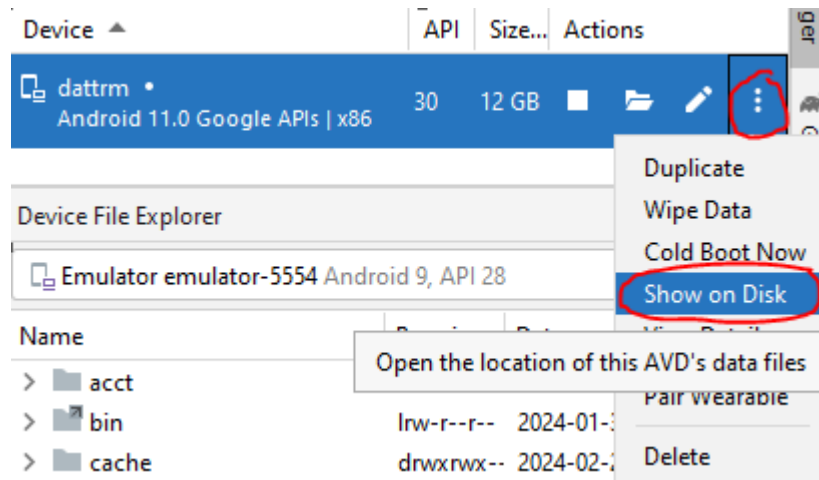 Device API Size... Actions
ger
dattrm
Android 11.0 Google APIs | x86
30 12 GB
Duplicate
Device File Explorer
Wipe Data
Cold Boot Now
Emulator emulator-5554 Android 9, API 28
Show on Disk
Name
Open the location of this AVD's data files
acct
Pair Wearable
bin lrw-r--r-- 2024-01-3
cache drwxrwx-- 2024-02-2
Delete